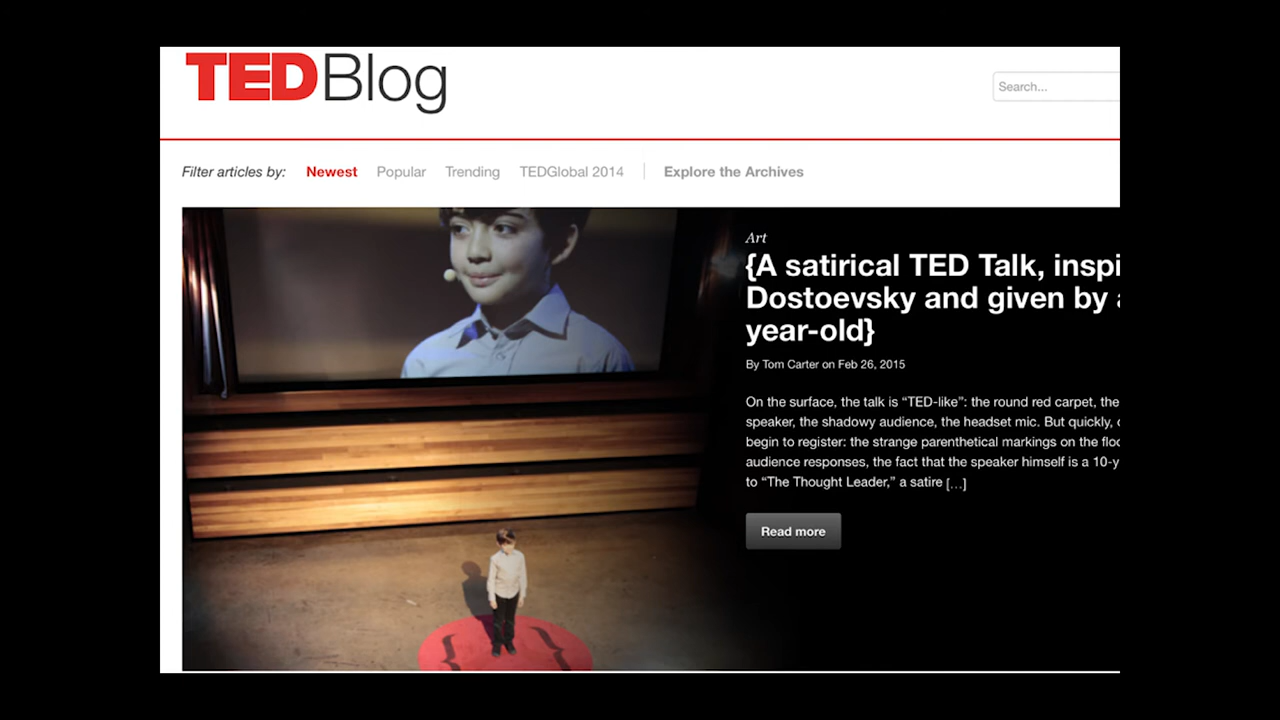 TEDBlog
Search...
Filter articles by: Newest Popular Trending TEDGlobal 2014 Explore the Archives
Art
{A satirical TED Talk, inspi
Dostoevsky and given by
year-old}
By Tom Carter on Feb 26, 2015
On the surface, the talk is “TED-like”: the round red carpet, the
speaker, the shadowy audience, the headset mic. But quickly,
begin to register: the strange parenthetical markings on the floo
audience responses, the fact that the speaker himself is a 10-y
to “The Thought Leader,” a satire [...]
Read more